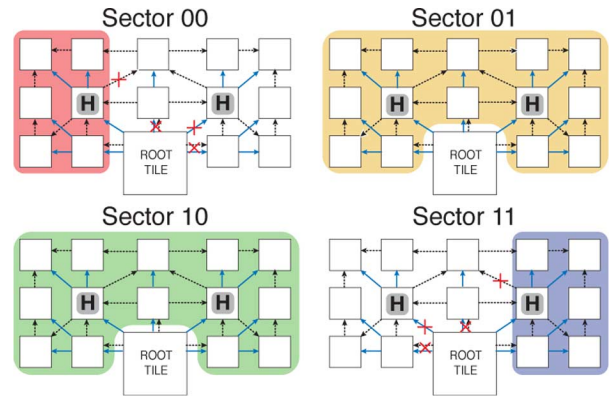 Sector 00
Sector 01
H
H
H
H
ROOT
TILE
ROOT
TILE
Sector 10
Sector 11
H
H
H
H
ROOT
TILE
ROOT
TILE